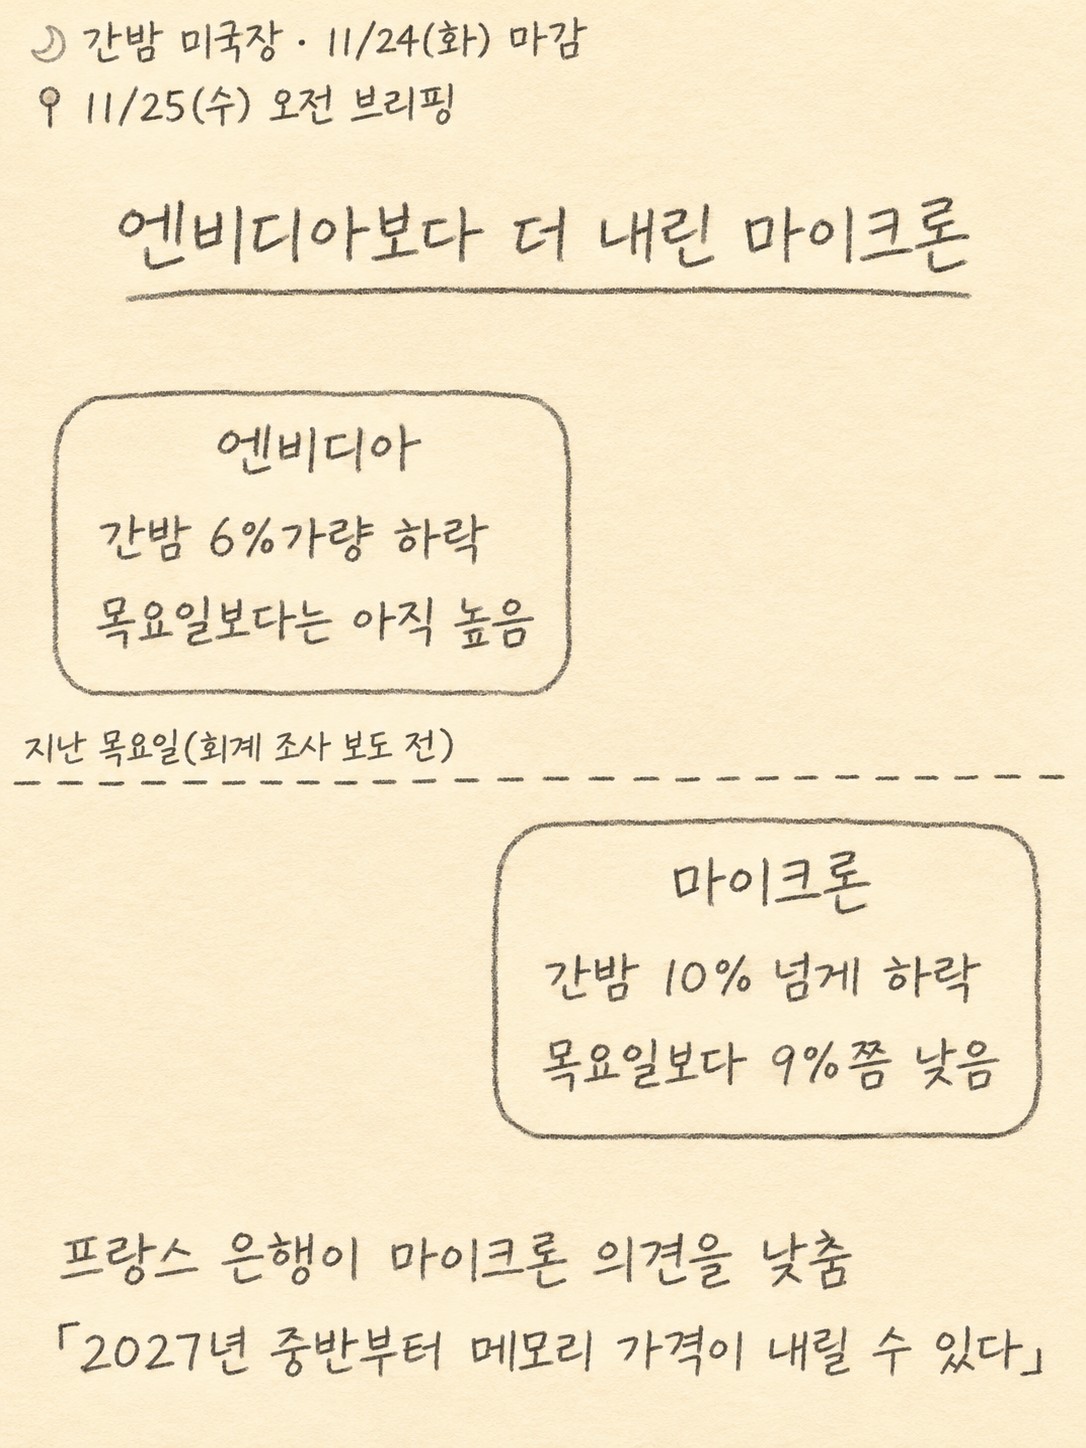 간밤 미국장 · 11/24(화) 마감
11/25(수) 오전 브리핑
엔비디아보다 더 내린 마이크론
엔비디아
간밤 6%가량 하락
목요일보다는 아직 높음
지난 목요일(회계 조사 보도 전)
마이크론
간밤 10% 넘게 하락
목요일보다 9%쯤 낮음
프랑스 은행이 마이크론 의견을 낮춤
「2027년 중반부터 메모리 가격이 내릴 수 있다」